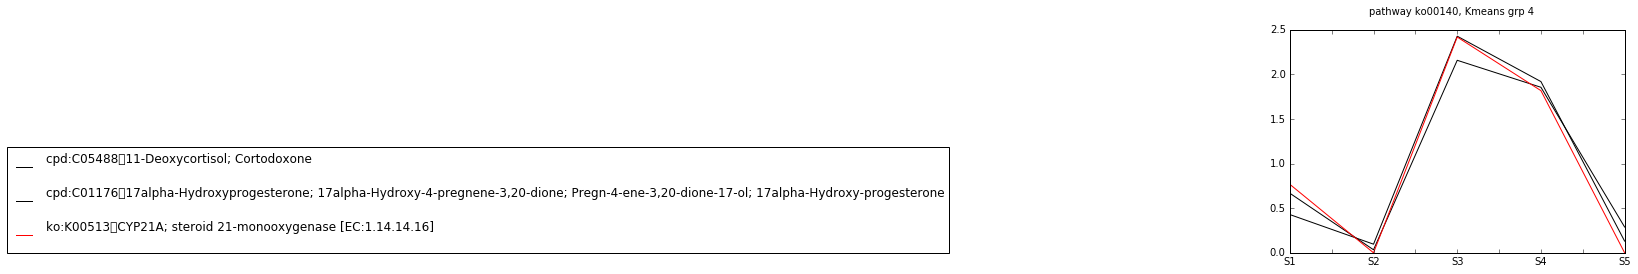 pathway ko00140, Kmeans grp 4
cpd:C05488▯11-Deoxycortisol; Cortodoxone
cpd:C01176▯17alpha-Hydroxyprogesterone; 17alpha-Hydroxy-4-pregnene-3,20-dione; Pregn-4-ene-3,20-dione-17-ol; 17alpha-Hydroxy-progesterone
ko:K00513▯CYP21A; steroid 21-monooxygenase [EC:1.14.14.16]
2.5
2.0
1.5
1.0
0.5
0.0
S1 S2 S3 S4 S5